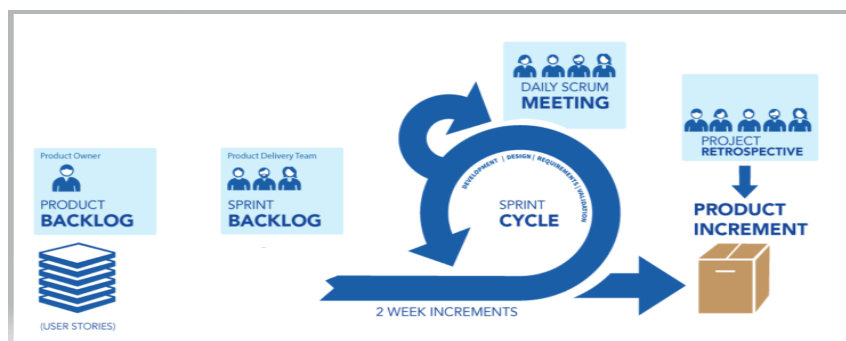 Product Owner
PRODUCT
BACKLOG
(USER STORIES)
Product Delivery Team
SPRINT
BACKLOG
DAILY SCRUM
MEETING
DEVELOPMENT | DESIGN | REQUIREMENTS | VALIDATION
SPRINT
CYCLE
2 WEEK INCREMENTS
PROJECT
RETROSPECTIVE
PRODUCT
INCREMENT